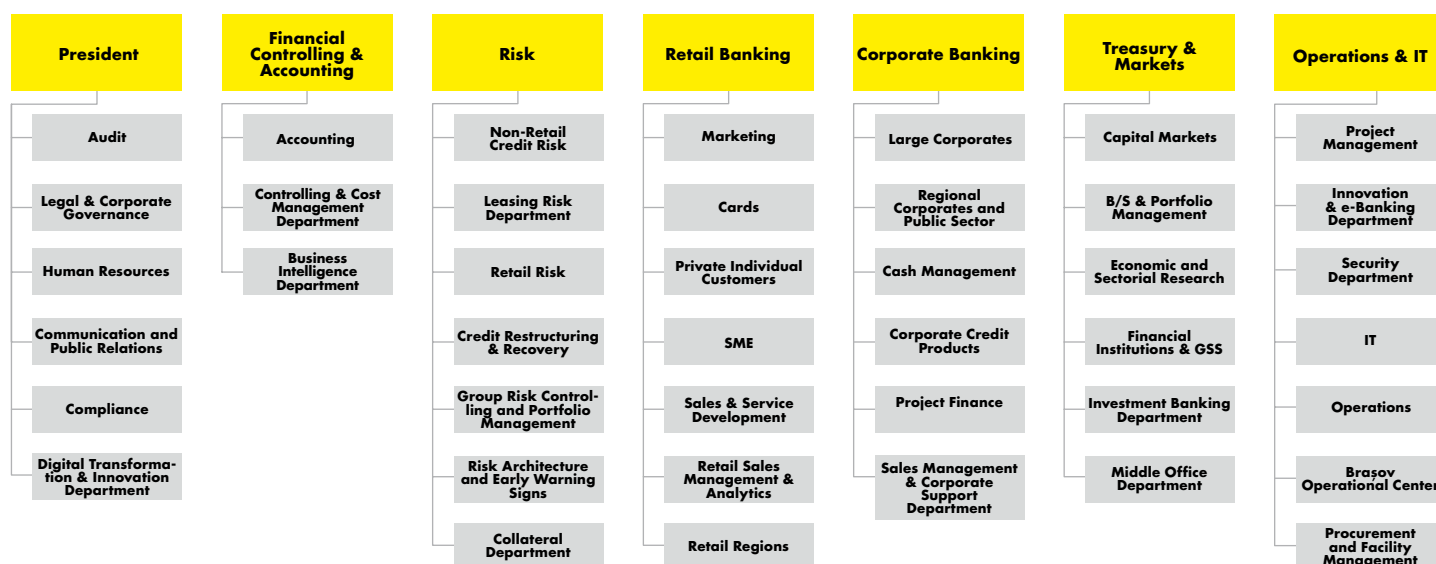 President
Audit
Legal & Corporate
Governance
Human Resources
Communication and
Public Relations
Compliance
Digital Transforma-
tion & Innovation
Department
Financial
Controlling &
Accounting
Accounting
Controlling & Cost
Management
Department
Business
Intelligence
Department
Risk
Non-Retail
Credit Risk
Leasing Risk
Department
Retail Risk
Credit Restructuring
& Recovery
Group Risk Control-
ling and Portfolio
Management
Risk Architecture
and Early Warning
Signs
Collateral
Department
Retail Banking
Marketing
Cards
Private Individual
Customers
SME
Sales & Service
Development
Retail Sales
Management &
Analytics
Retail Regions
Corporate Banking
Large Corporates
Regional
Corporates and
Public Sector
Cash Management
Corporate Credit
Products
Project Finance
Sales Management
& Corporate
Support
Department
Treasury &
Markets
Capital Markets
B/S & Portfolio
Management
Economic and
Sectorial Research
Financial
Institutions & GSS
Investment Banking
Department
Middle Office
Department
Operations & IT
Project
Management
Innovation
& e-Banking
Department
Security
Department
IT
Operations
Brașov
Operational Center
Procurement
and Facility
Management